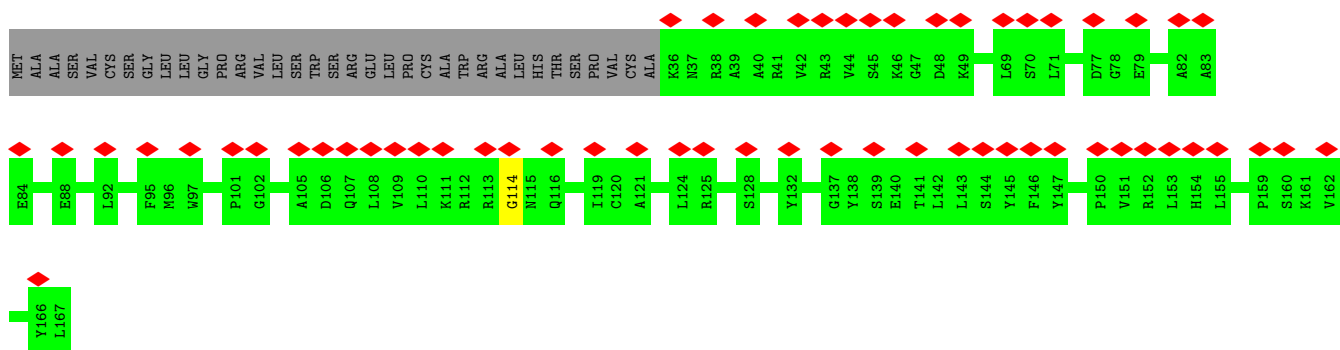 MET ALA ALA SER VAL CYS SER GLY LEU LEU GLY PRO ARG VAL LEU SER TRP SER ARG GLU LEU PRO CYS ALA TRP ARG ALA LEU HIS THR SER PRO VAL CYS ALA K36 N37 R38 A39 A40 R41 V42 R43 V44 S45 K46 G47 D48 K49 L69 S70 L71 D77 G78 E79 A82 A83
E84 E88 L92 F95 M96 W97 P101 G102 A105 D106 Q107 L108 V109 L110 K111 R112 R113 G114 N115 Q116 I119 C120 A121 L124 R125 S128 Y132 G137 Y138 S139 E140 T141 L142 L143 S144 Y145 F146 Y147 P150 V151 R152 L153 H154 L155 P159 S160 K161 V162
Y166 L167